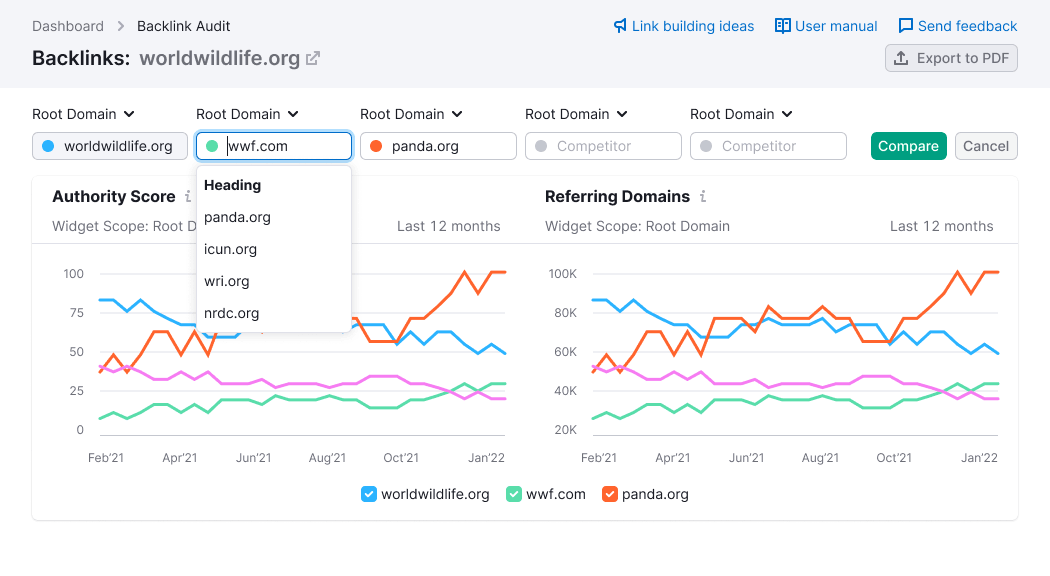 Dashboard > Backlink Audit
Link building ideas User manual Send feedback
Backlinks: worldwildlife.org
Export to PDF
Root Domain Root Domain Root Domain Root Domain Root Domain
worldwildlife.org wwf.com panda.org Competitor Competitor Compare Cancel
Heading
panda.org
icun.org
wri.org
nrdc.org
Authority Score i
Widget Scope: Root D Last 12 months
100
75
50
25
0
Feb'21 Apr'21 Jun'21 Aug'21 Oct'21 Jan'22
Referring Domains i
Widget Scope: Root Domain Last 12 months
100K
80K
60K
40K
20K
Feb'21 Apr'21 Jun'21 Aug'21 Oct'21 Jan'22
worldwildlife.org wwf.com panda.org